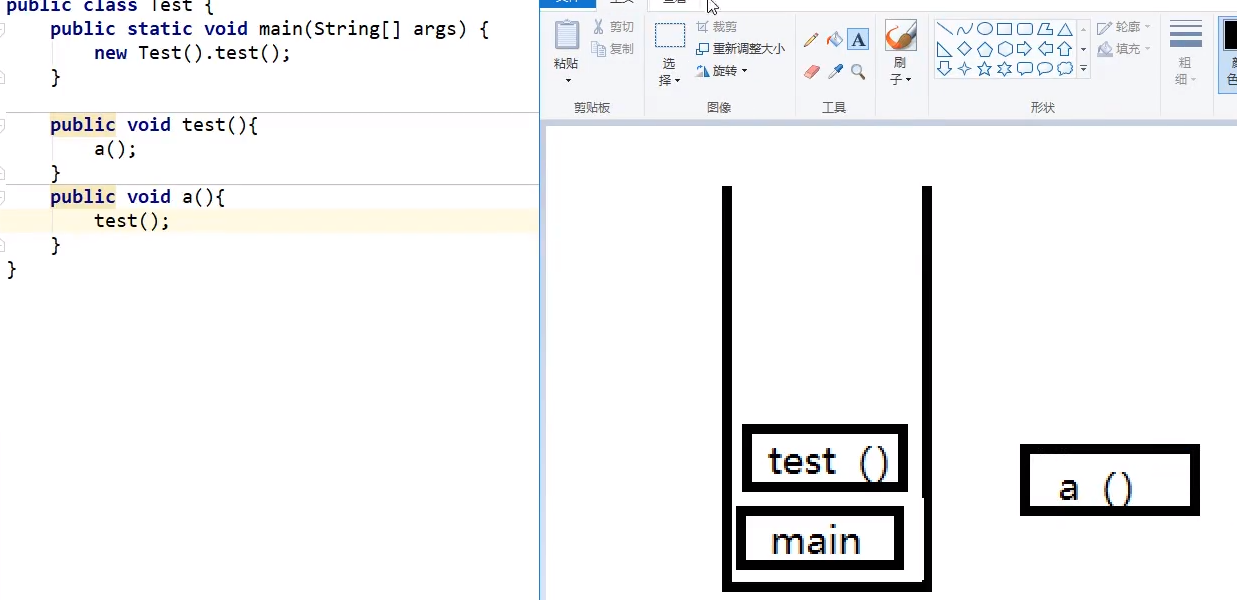 public class Test {
public static void main(String[] args) {
new Test().test();
}
public void test(){
a();
}
public void a(){
test();
}
}
剪切
复制
粘贴
剪贴板
选
择
裁剪
重新调整大小
旋转
图像
A
工具
刷
子
形状
轮廓
填充
粗
细
色
test ()
main
a ()